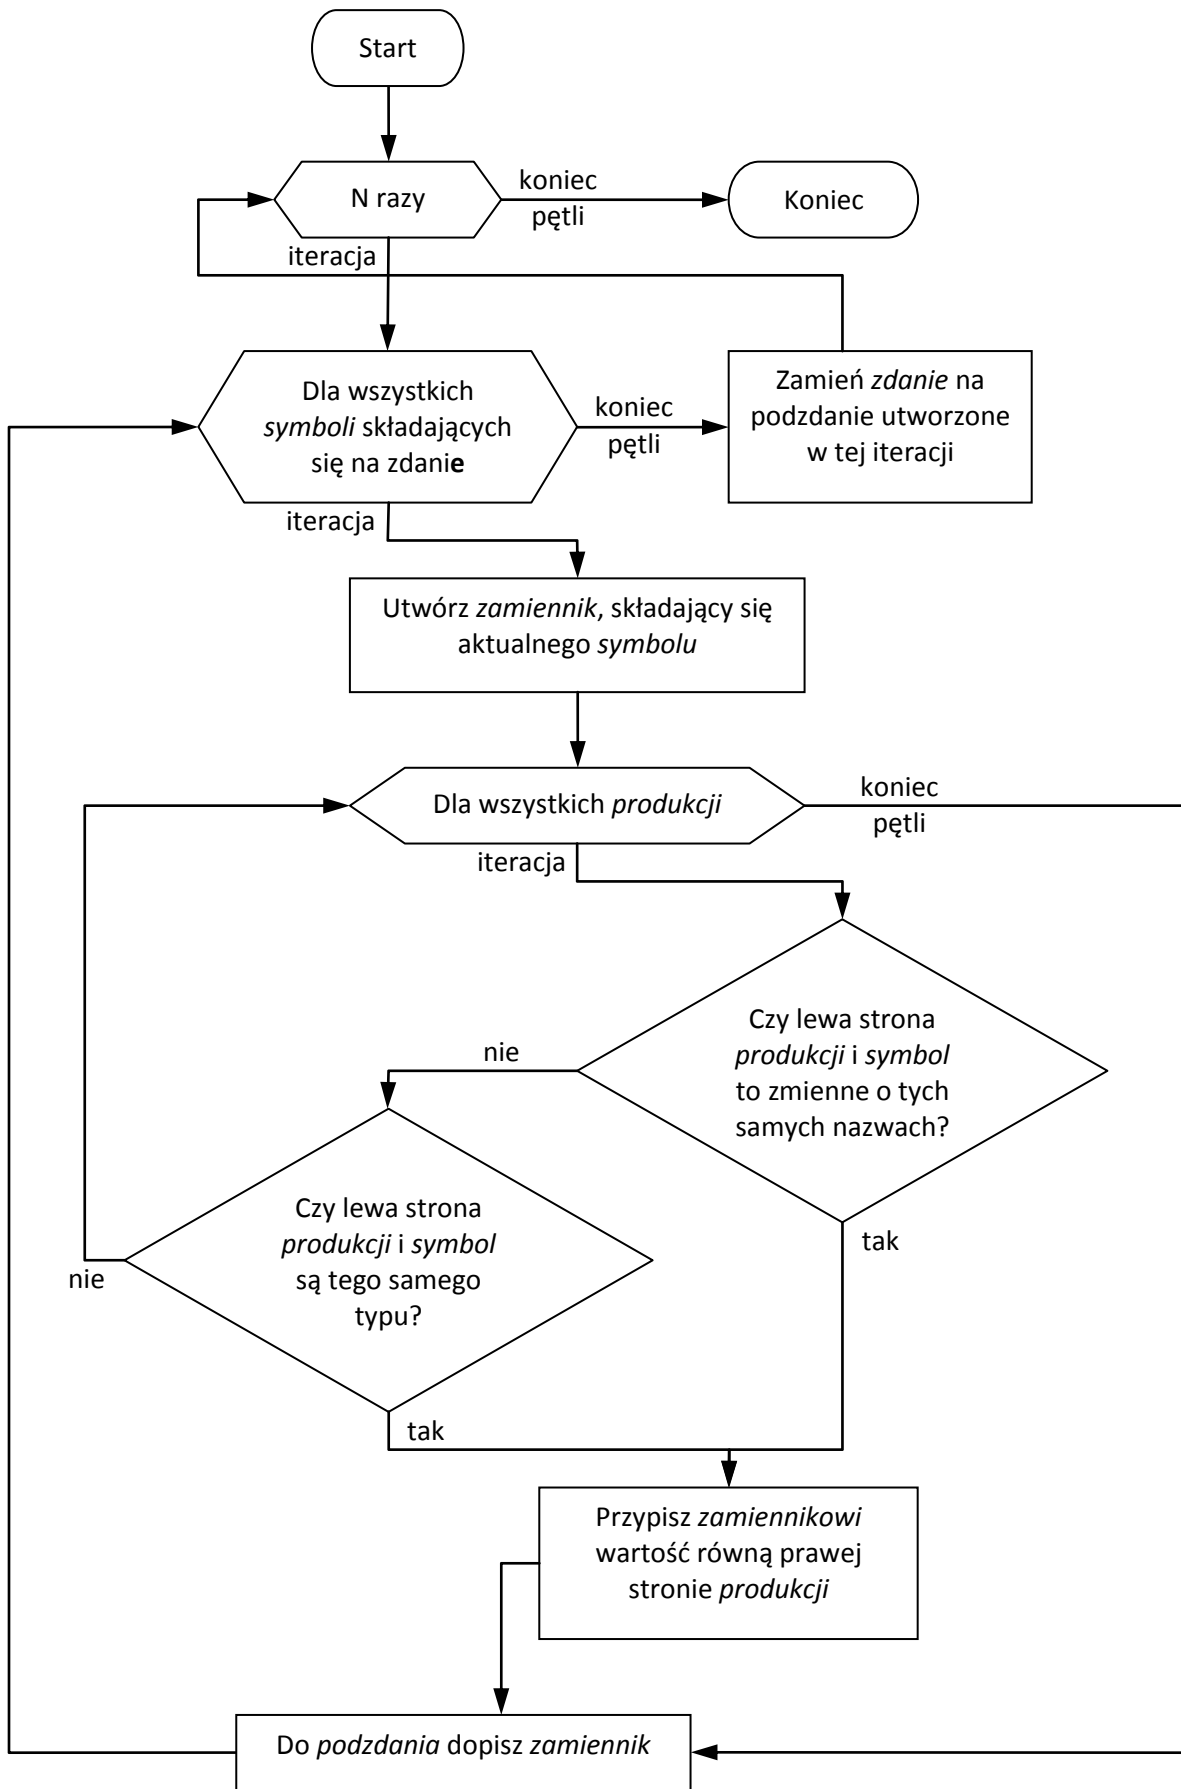 Start
N razy
koniec
pętli
Koniec
iteracja
Dla wszystkich
symboli składających
się na zdanie
koniec
pętli
Zamień zdanie na
podzdanie utworzone
w tej iteracji
iteracja
Utwórz zamiennik, składający się
aktualnego symbolu
Dla wszystkich produkcji
koniec
pętli
iteracja
Czy lewa strona
produkcji i symbol
to zmienne o tych
samych nazwach?
nie
tak
Czy lewa strona
produkcji i symbol
są tego samego
typu?
nie
tak
Przypisz zamiennikowi
wartość równą prawej
stronie produkcji
Do podzdania dopisz zamiennik